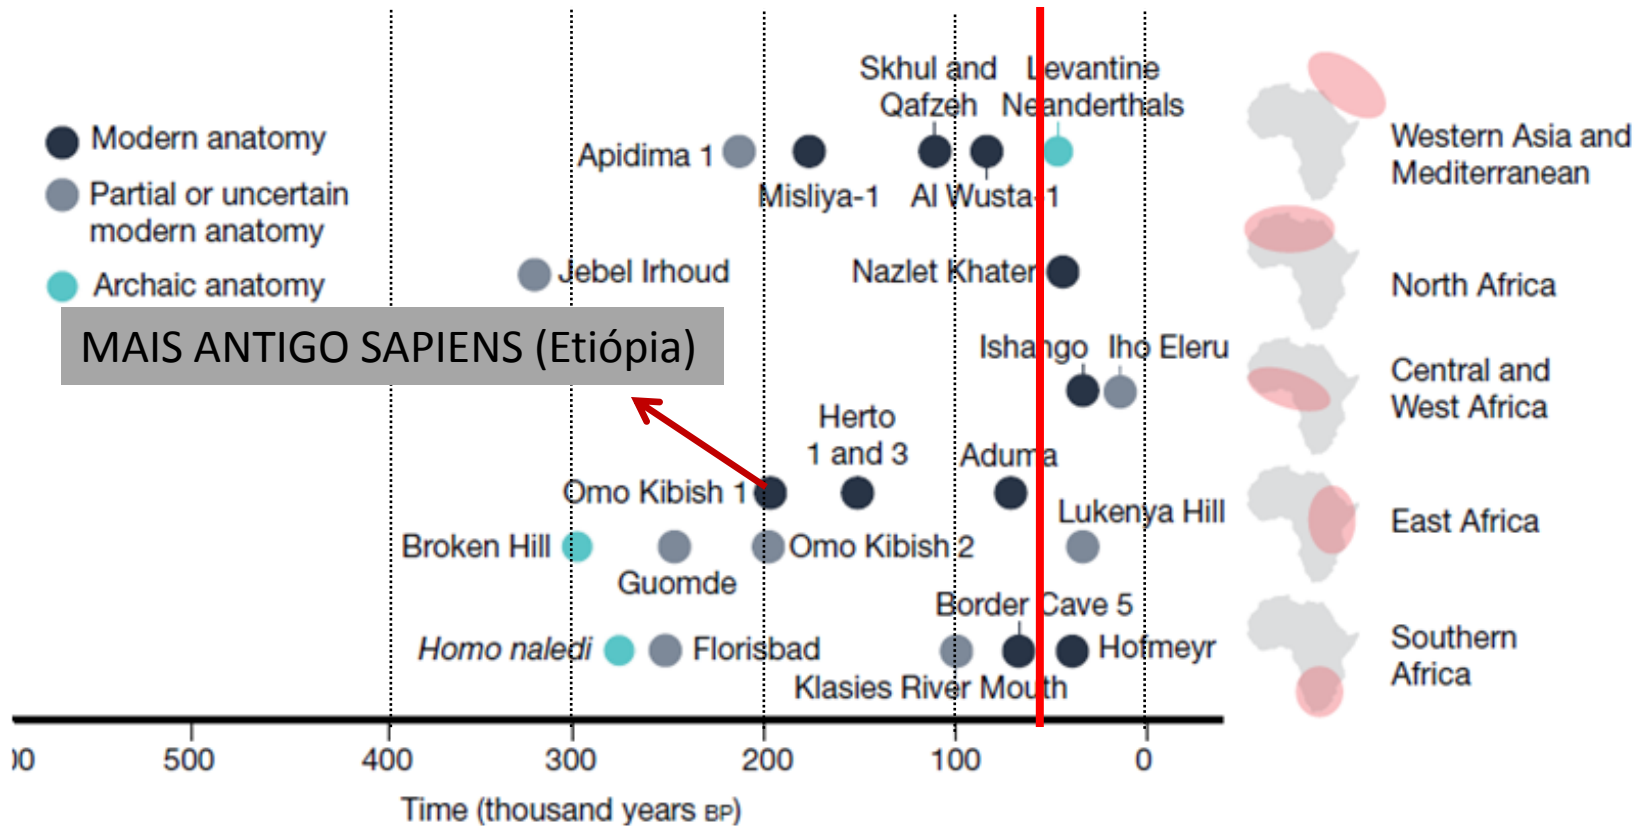 Skhul and
Qafzeh
Levantine
Neanderthals
Modern anatomy
Partial or uncertain
modern anatomy
Archaic anatomy
Apidima 1
Misliya-1
Al Wusta-1
Western Asia and
Mediterranean
Jebel Irhoud
Nazlet Khater
North Africa
MAIS ANTIGO SAPIENS (Etiópia)
Ishango
Iho Eleru
Central and
West Africa
Herto
1 and 3
Aduma
Omo Kibish 1
Lukenya Hill
East Africa
Broken Hill
Omo Kibish 2
Guomde
Border Cave 5
Homo naledi
Florisbad
Hofmeyr
Klasies River Mouth
Southern
Africa
00 500 400 300 200 100 0
Time (thousand years BP)